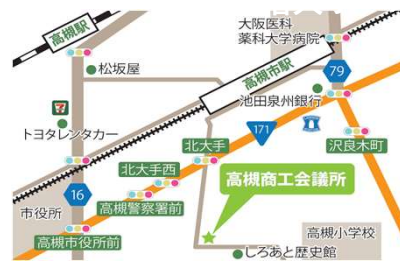 大阪医科
薬科大学病院
高槻駅
松坂屋
高槻市駅
79
池田泉州銀行
7
トヨタレンタカー
171
北大手
沢良木町
北大手西
高槻商工会議所
16
高槻警察署前
市役所
高槻市役所前
高槻小学校
しろあと歴史館